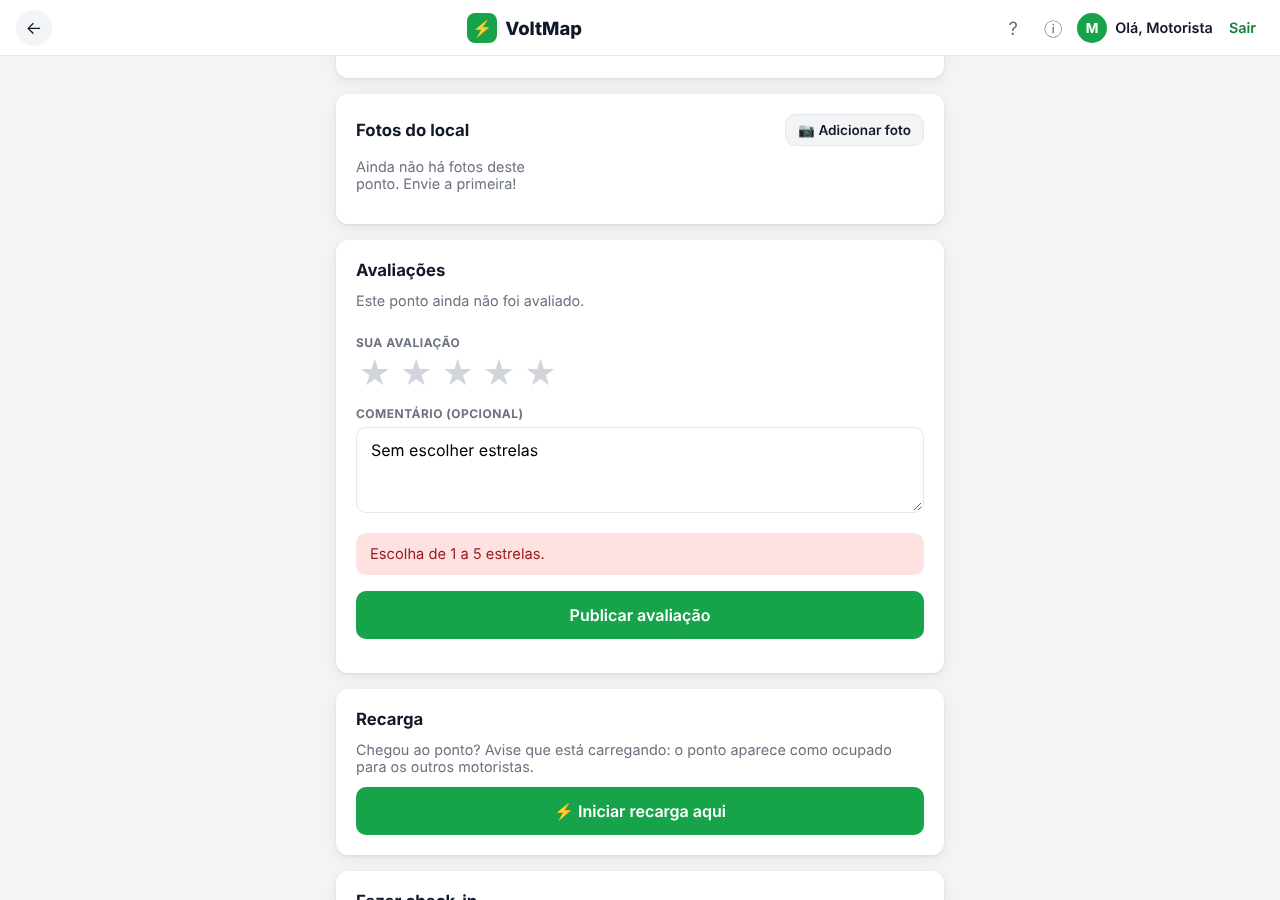 ←
⚡ VoltMap
? ⓘ M Olá, Motorista Sair
Fotos do local
📷 Adicionar foto
Ainda não há fotos deste
ponto. Envie a primeira!
Avaliações
Este ponto ainda não foi avaliado.
SUA AVALIAÇÃO
★ ★ ★ ★ ★
COMENTÁRIO (OPCIONAL)
Sem escolher estrelas
Escolha de 1 a 5 estrelas.
Publicar avaliação
Recarga
Chegou ao ponto? Avise que está carregando: o ponto aparece como ocupado
para os outros motoristas.
⚡ Iniciar recarga aqui
Fazer check-in